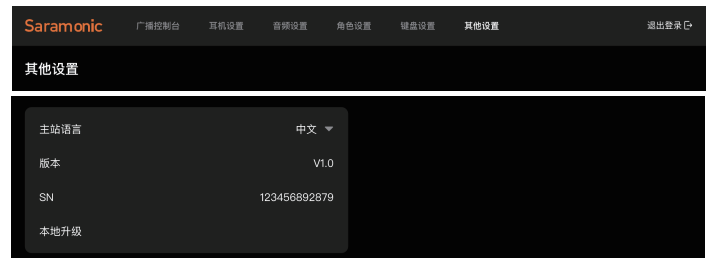 Saramonic 广播控制台 耳机设置 音频设置 角色设置 键盘设置 其他设置 退出登录
其他设置
主站语言 中文
版本 V1.0
SN 123456892879
本地升级